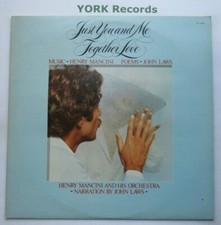 YORK Records
Just You and Me
Together Love
MUSIC • HENRY MANCINI POEMS • JOHN LAWS
HENRY MANCINI AND HIS ORCHESTRA
• NARRATION BY JOHN LAWS •